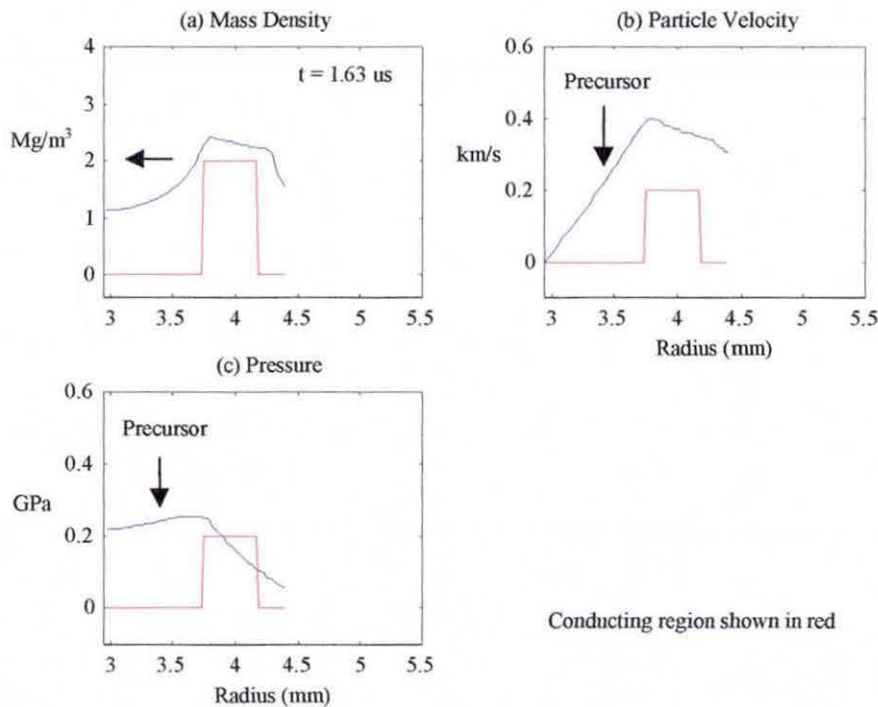 (a) Mass Density
4
3
2
1
0
Mg/m³
t = 1.63 us
3 3.5 4 4.5 5 5.5
(b) Particle Velocity
0.6
0.4
0.2
0
km/s
Precursor
3 3.5 4 4.5 5 5.5
Radius (mm)
(c) Pressure
0.6
0.4
0.2
0
GPa
Precursor
3 3.5 4 4.5 5 5.5
Radius (mm)
Conducting region shown in red